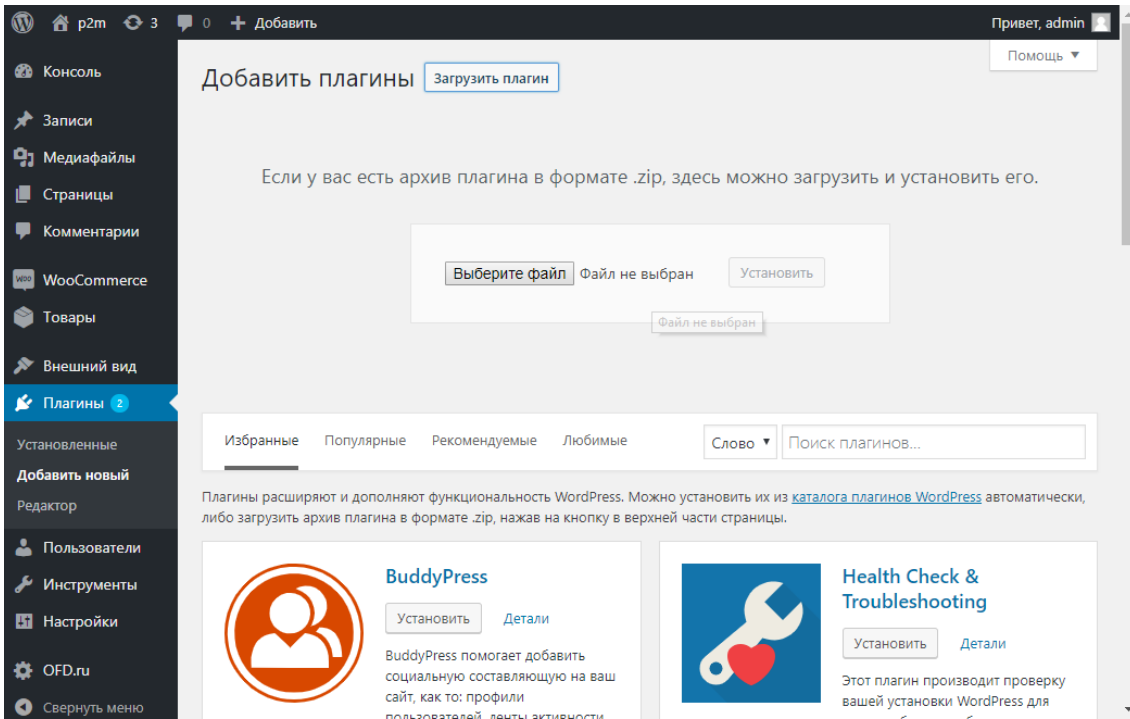 p2m 3 0 Добавить Привет, admin
Помощь ▼
Консоль
Записи
Медиафайлы
Страницы
Комментарии
woo WooCommerce
Товары
Внешний вид
Плагины 2
Установленные
Добавить новый
Редактор
Пользователи
Инструменты
Настройки
OFD.ru
Свернуть меню
Добавить плагины Загрузить плагин
Если у вас есть архив плагина в формате .zip, здесь можно загрузить и установить его.
Выберите файл Файл не выбран Установить
Файл не выбран
Избранные Популярные Рекомендуемые Любимые Слово ▼ Поиск плагинов...
Плагины расширяют и дополняют функциональность WordPress. Можно установить их из каталога плагинов WordPress автоматически,
либо загрузить архив плагина в формате .zip, нажав на кнопку в верхней части страницы.
BuddyPress
Установить Детали
BuddyPress помогает добавить
социальную составляющую на ваш
сайт, как то: профили
пользователей, ленты активности
Health Check &
Troubleshooting
Установить Детали
Этот плагин производит проверку
вашей установки WordPress для